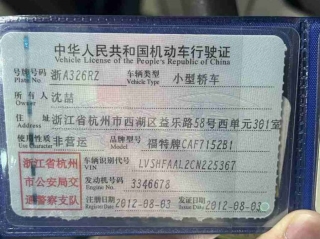 中华人民共和国机动车行驶证
Vehicle License of the People's Republic of China
号牌号码 浙A326RZ 车辆类型 小型轿车
Plate No. Vehicle Type
所有人 沈喆
Owner
住址 浙江省杭州市西湖区益乐路58号西单元301室
Address
使用性质 非营运 品牌型号 福特牌CAF7152B1
Use Character Model
浙江省杭州市公安局交通警察支队
车辆识别代号 LVSHFAAL2CN225367
VIN
发动机号码 3346678
Engine No.
注册日期 2012-08-03 发证日期 2012-08-03
Register Date Issue Date